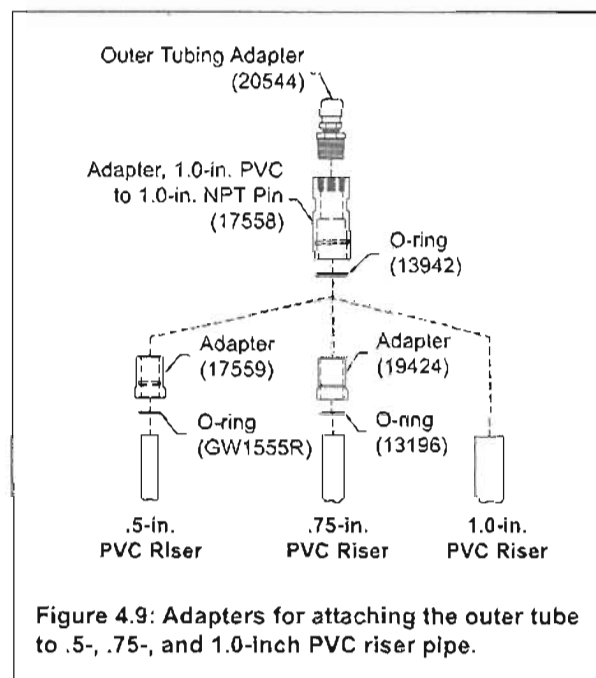 Outer Tubing Adapter
(20544)
Adapter, 1.0-in. PVC
to 1.0-in. NPT Pin
(17558)
O-ring
(13942)
Adapter
(17559)
Adapter
(19424)
O-ring
(GW1555R)
O-ring
(13196)
.5-in.
PVC Riser
.75-in.
PVC Riser
1.0-in.
PVC Riser
Figure 4.9: Adapters for attaching the outer tube
to .5-, .75-, and 1.0-inch PVC riser pipe.